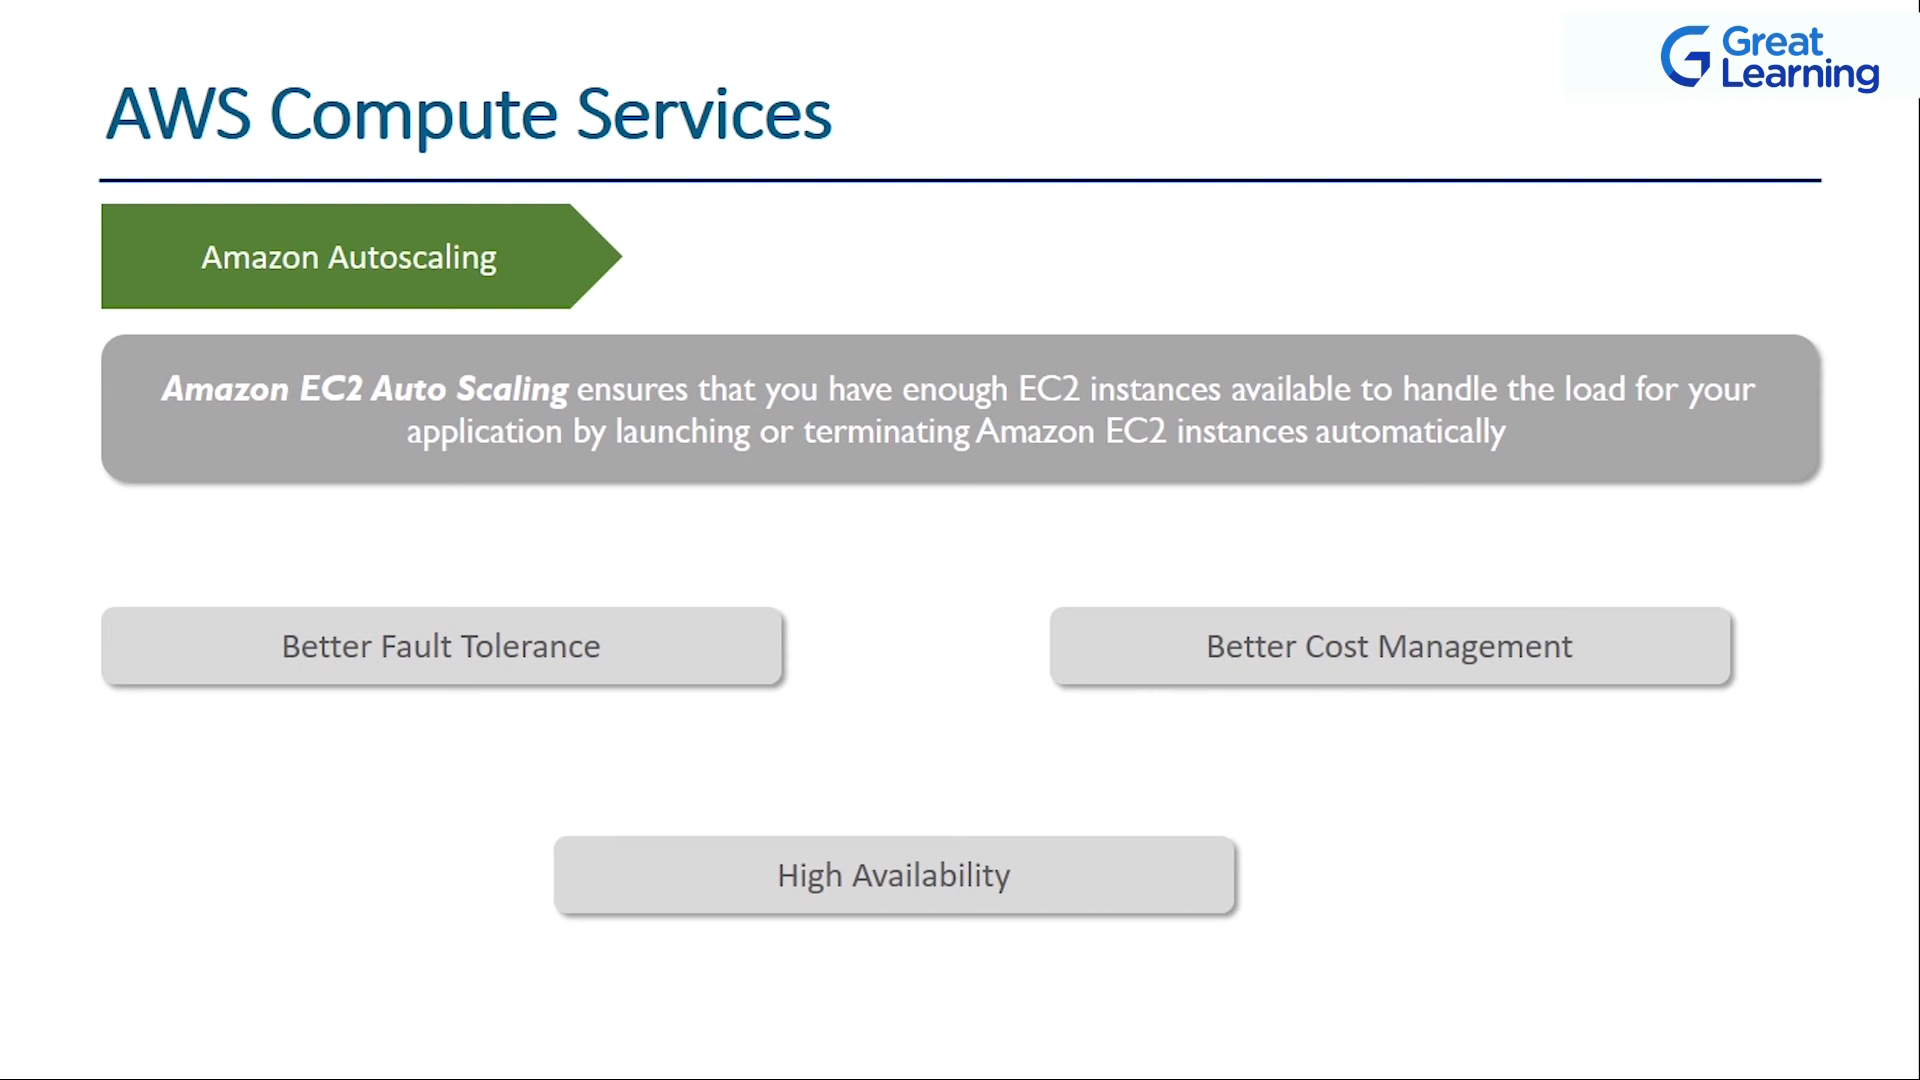 Great
Learning
AWS Compute Services
Amazon Autoscaling
Amazon EC2 Auto Scaling ensures that you have enough EC2 instances available to handle the load for your
application by launching or terminating Amazon EC2 instances automatically
Better Fault Tolerance
Better Cost Management
High Availability